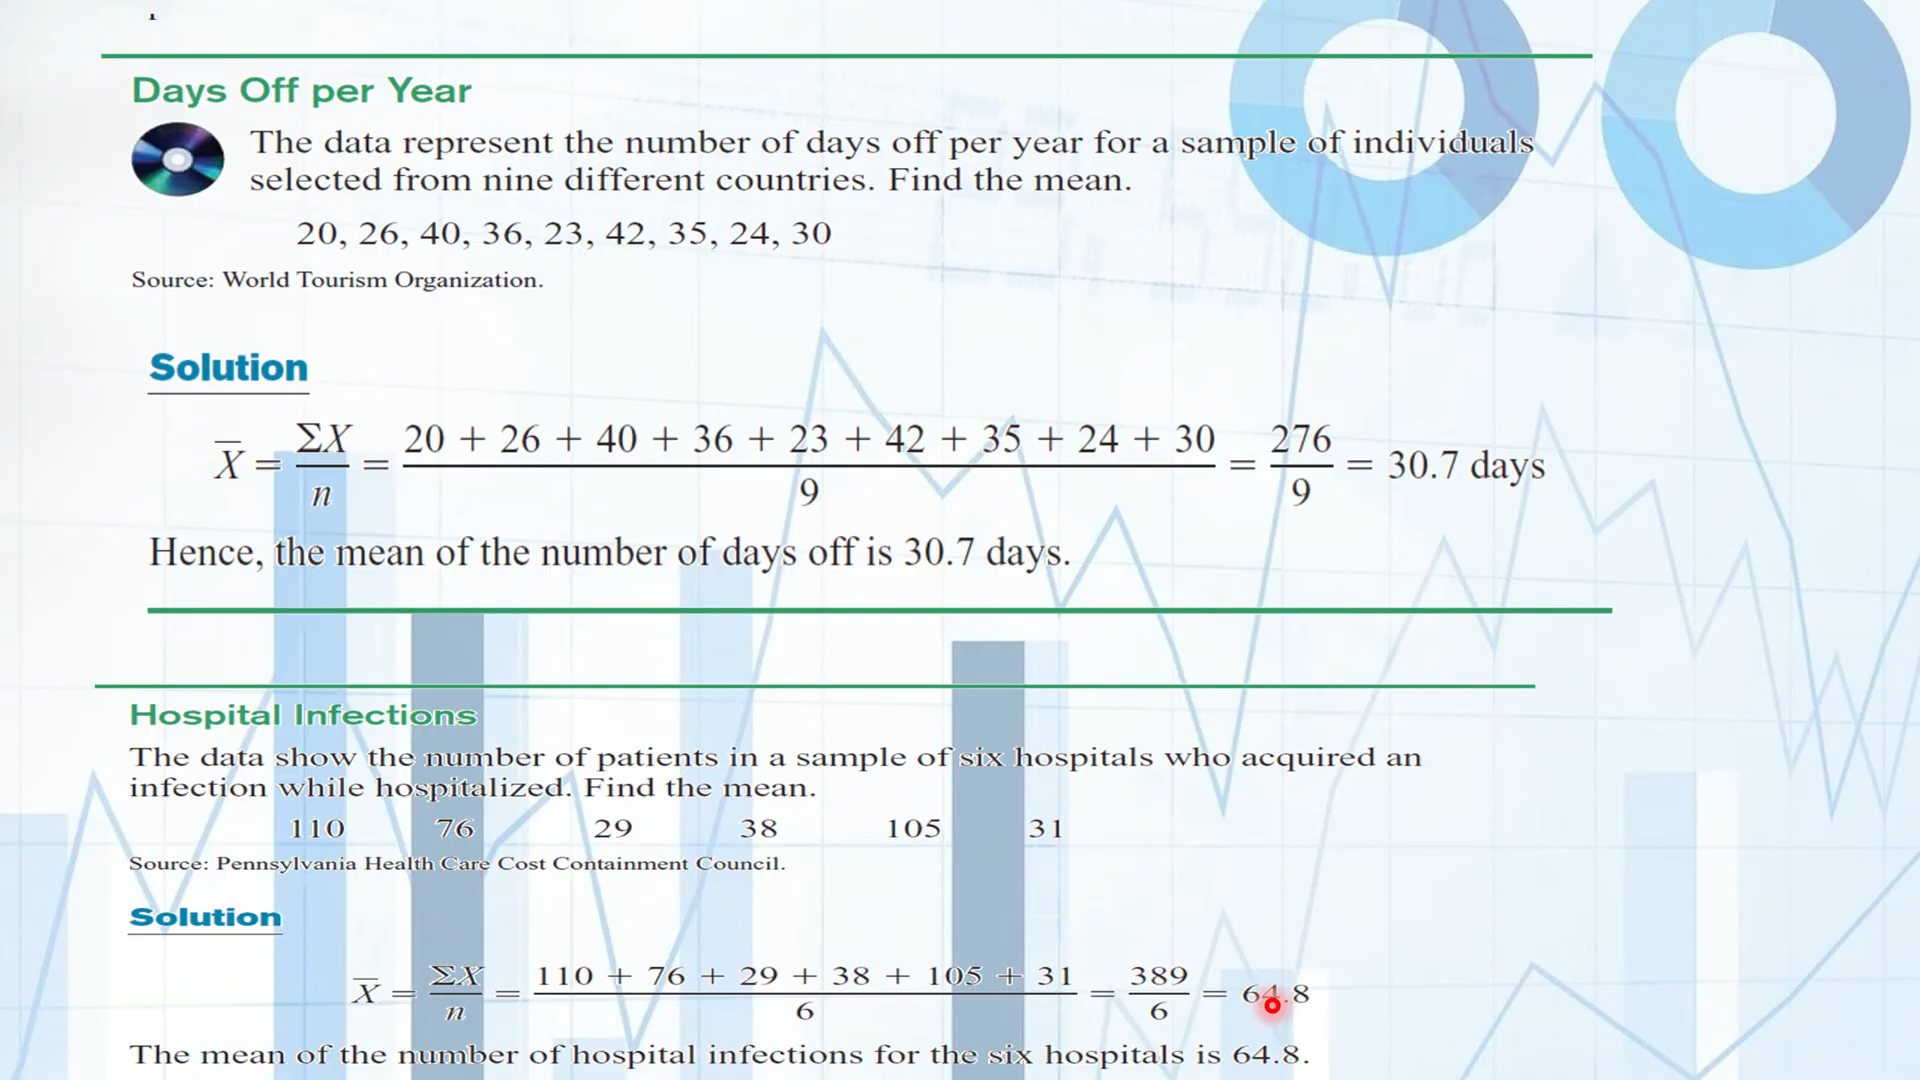 Days Off per Year
The data represent the number of days off per year for a sample of individuals
selected from nine different countries. Find the mean.
20, 26, 40, 36, 23, 42, 35, 24, 30
Source: World Tourism Organization.
Solution
X̅ = ΣX/n = (20 + 26 + 40 + 36 + 23 + 42 + 35 + 24 + 30)/9 = 276/9 = 30.7 days
Hence, the mean of the number of days off is 30.7 days.
Hospital Infections
The data show the number of patients in a sample of six hospitals who acquired an
infection while hospitalized. Find the mean.
110 76 29 38 105 31
Source: Pennsylvania Health Care Cost Containment Council.
Solution
X̅ = ΣX/n = (110 + 76 + 29 + 38 + 105 + 31)/6 = 389/6 = 64.8
The mean of the number of hospital infections for the six hospitals is 64.8.